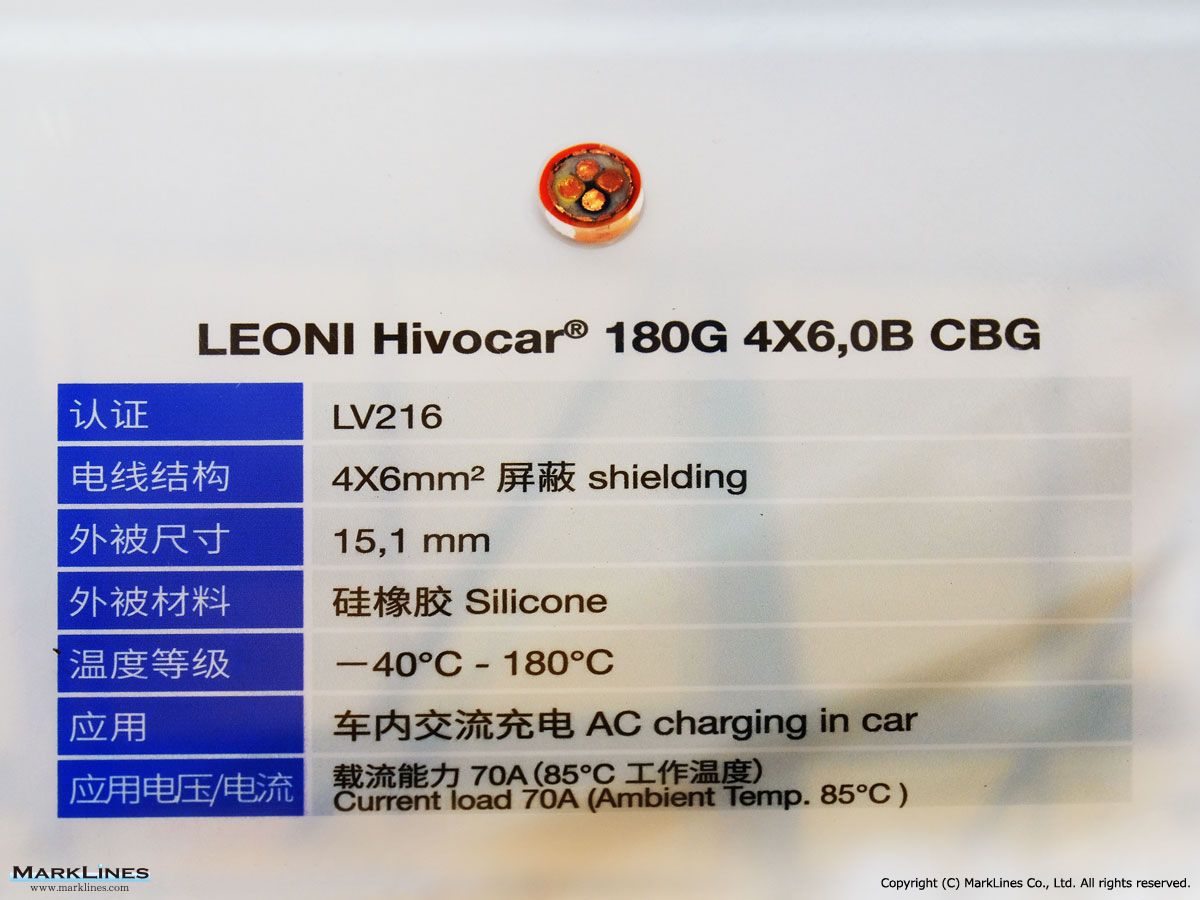 LEONI Hivocar® 180G 4X6,0B CBG
认证 LV216
电线结构 4X6mm² 屏蔽 shielding
外被尺寸 15,1 mm
外被材料 硅橡胶 Silicone
温度等级 －40°C - 180°C
应用 车内交流充电 AC charging in car
应用电压/电流 载流能力 70A（85°C 工作温度）
Current load 70A (Ambient Temp. 85°C )
MARKLINES
www.marklines.com
Copyright (C) MarkLines Co., Ltd. All rights reserved.